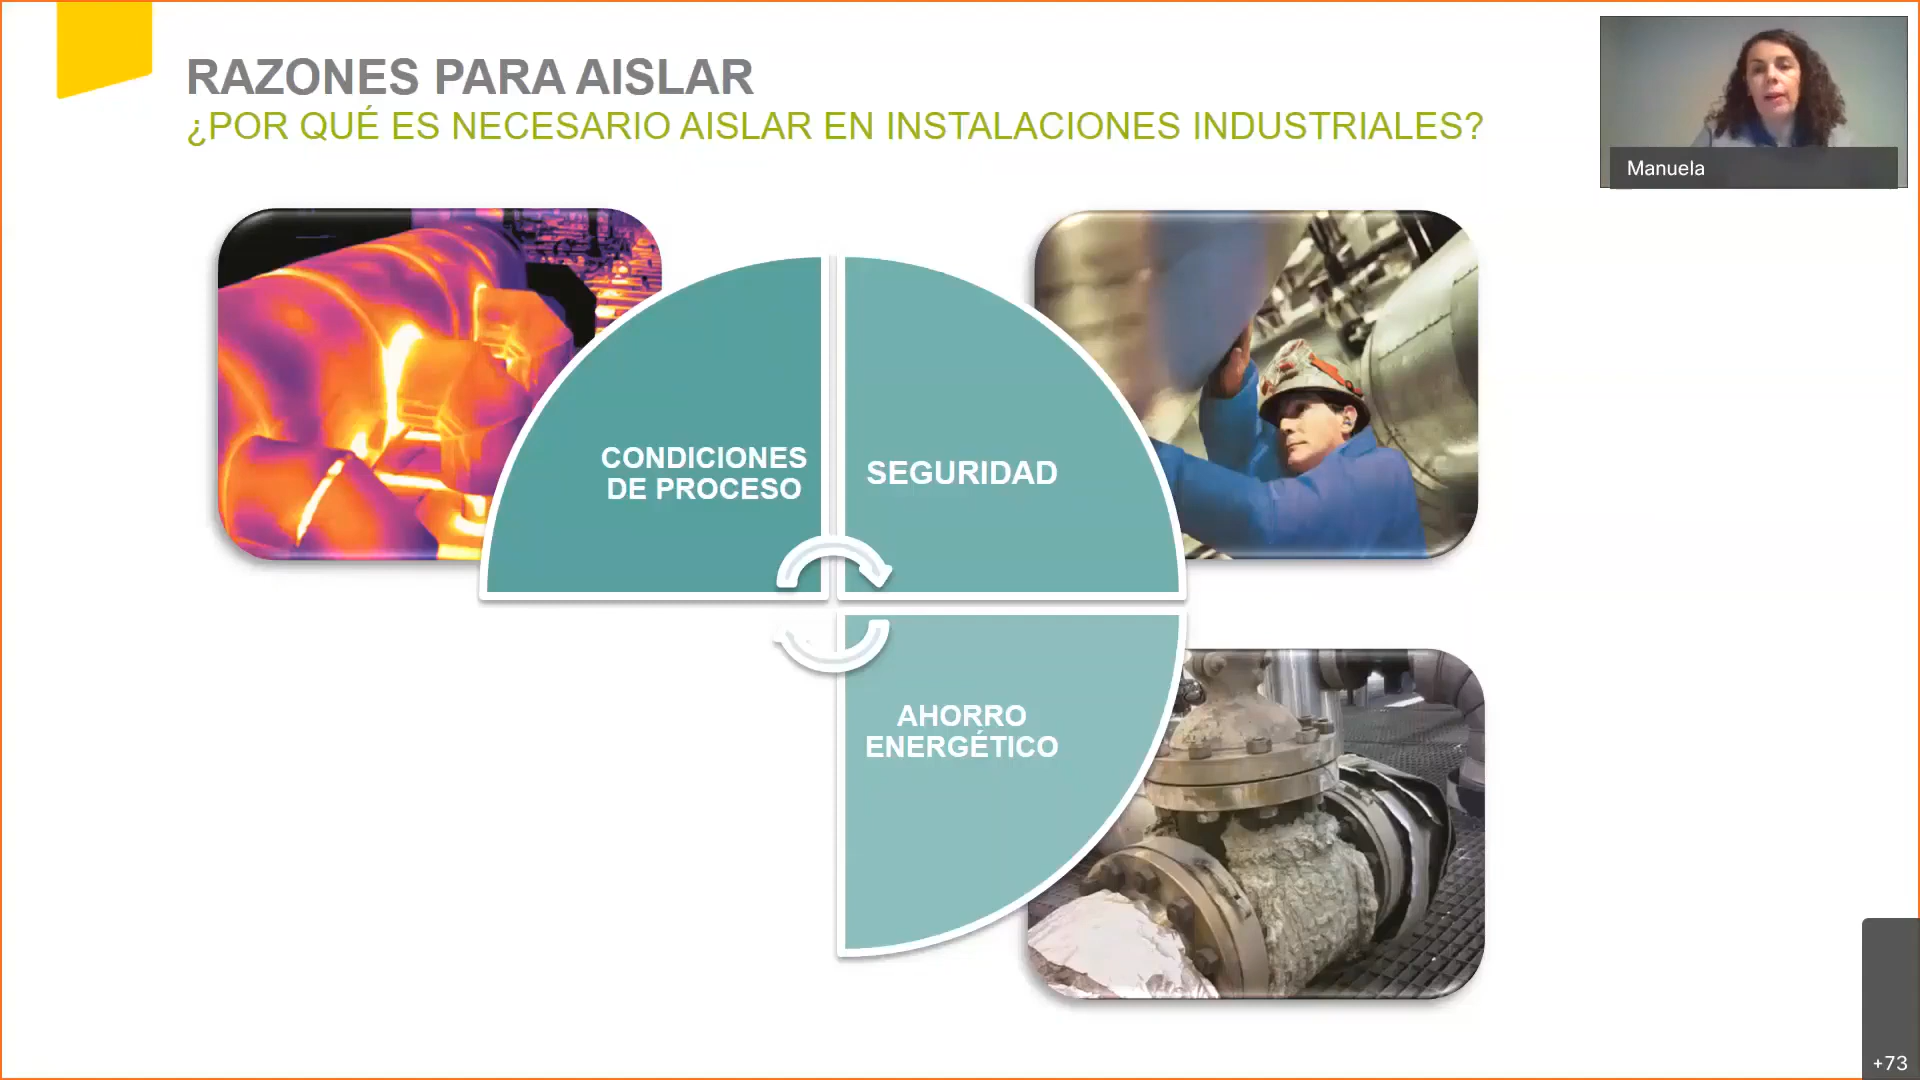 RAZONES PARA AISLAR
¿POR QUÉ ES NECESARIO AISLAR EN INSTALACIONES INDUSTRIALES?
Manuela
CONDICIONES
DE PROCESO
SEGURIDAD
AHORRO
ENERGÉTICO
+73